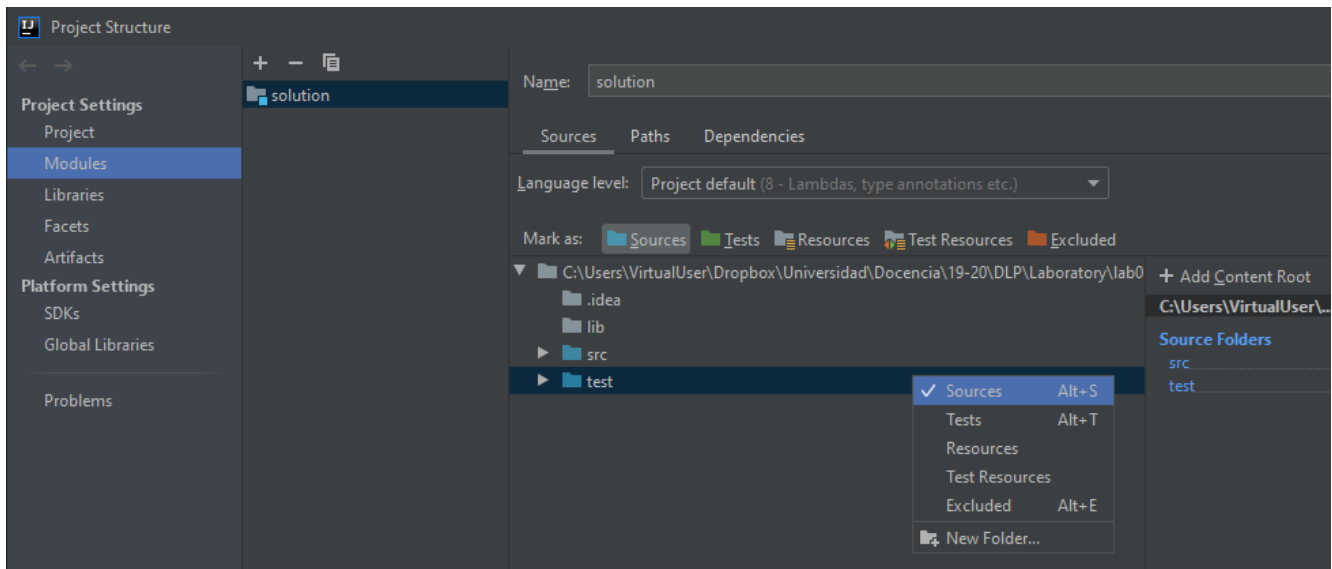 IJ Project Structure
Project Settings
Project
Modules
Libraries
Facets
Artifacts
Platform Settings
SDKs
Global Libraries
Problems
solution
Name: solution
Sources Paths Dependencies
Language level: Project default (8 - Lambdas, type annotations etc.)
Mark as: Sources Tests Resources Test Resources Excluded
C:\Users\VirtualUser\Dropbox\Universidad\Docencia\19-20\DLP\Laboratory\lab0
.idea
lib
src
test
Sources Alt+S
Tests Alt+T
Resources
Test Resources
Excluded Alt+E
New Folder...
+ Add Content Root
C:\Users\VirtualUser\...
Source Folders
src
test